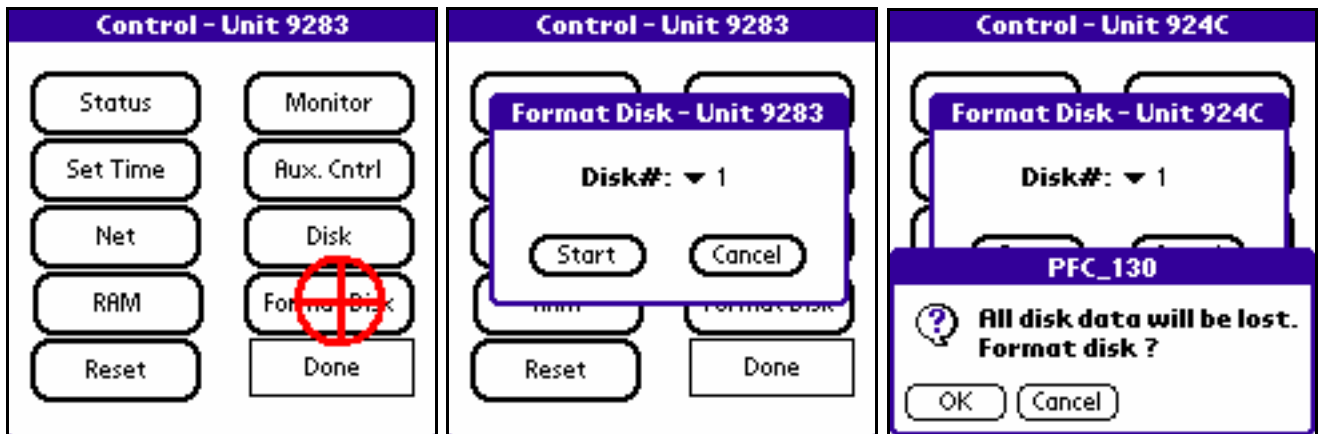 Control - Unit 9283
Status
Monitor
Set Time
Aux. Cntrl
Net
Disk
RAM
Format Disk
Reset
Done
Control - Unit 9283
Format Disk - Unit 9283
Disk#: 1
Start
Cancel
Reset
Done
Control - Unit 924C
Format Disk - Unit 924C
Disk#: 1
PFC_130
All disk data will be lost.
Format disk ?
OK
Cancel